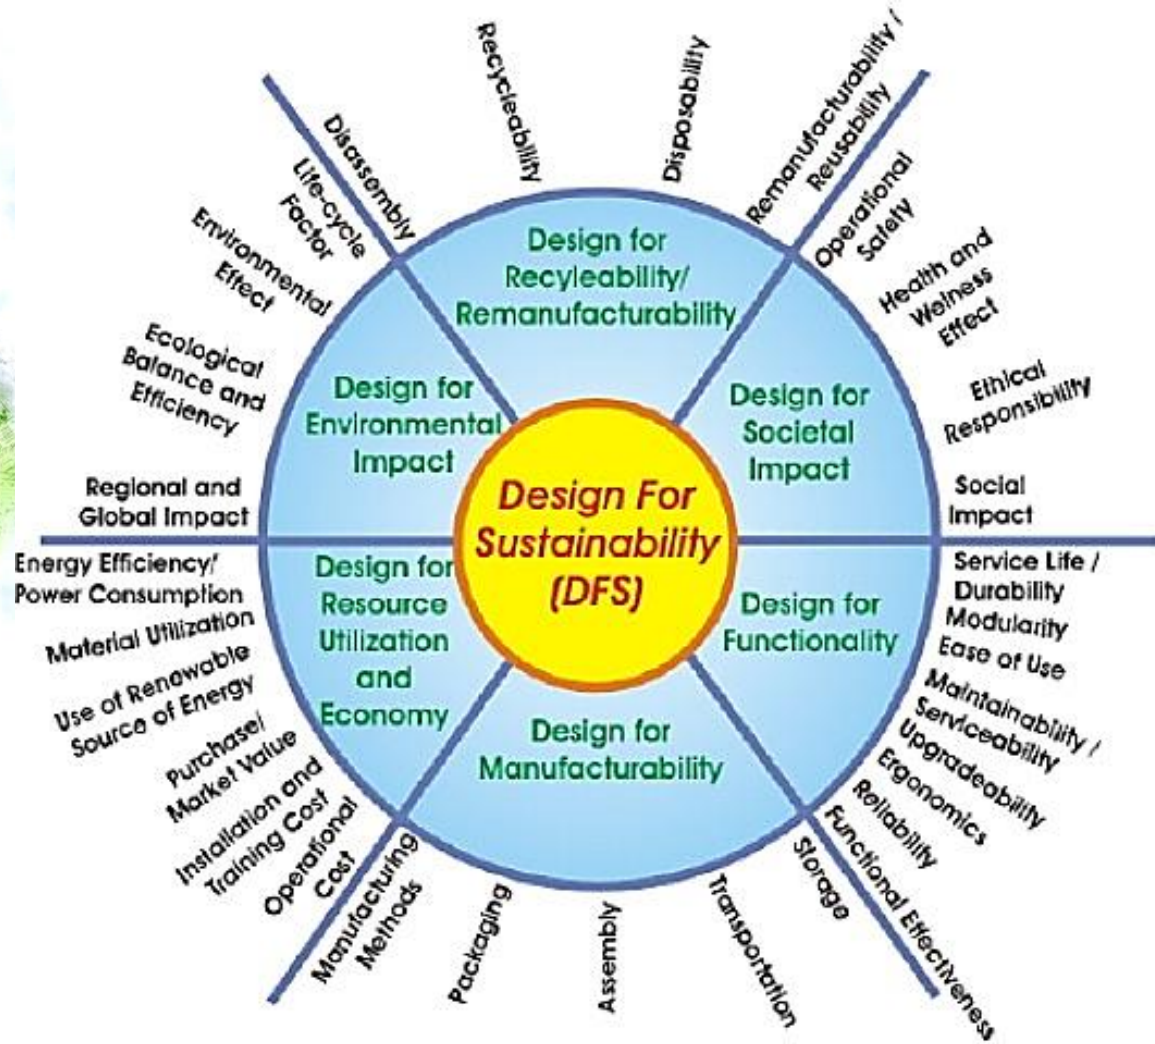 Disassembly
Recycleability
Disposability
Remanufacturability /
Reusability
Operational
Safety
Health and
Welness
Effect
Ethical
Responsibility
Social
Impact
Service Life /
Durability
Modularity
Ease of Use
Maintainability /
Serviceability
Upgradeability
Ergonomics
Reliability
Functional Effectiveness
Storage
Transportation
Assembly
Packaging
Manufacturing
Methods
Operational
Cost
Installation and
Training Cost
Purchase/
Market Value
Use of Renowable
Source of Energy
Material Utilization
Energy Efficiency/
Power Consumption
Regional and
Global Impact
Ecological
Balance and
Efficiency
Environmental
Effect
Life-cycle
Factor
Design for
Recyleability/
Remanufacturability
Design for
Societal
Impact
Design for
Functionality
Design for
Manufacturability
Design for
Resource
Utilization
and
Economy
Design for
Environmental
Impact
Design For
Sustainability
(DFS)